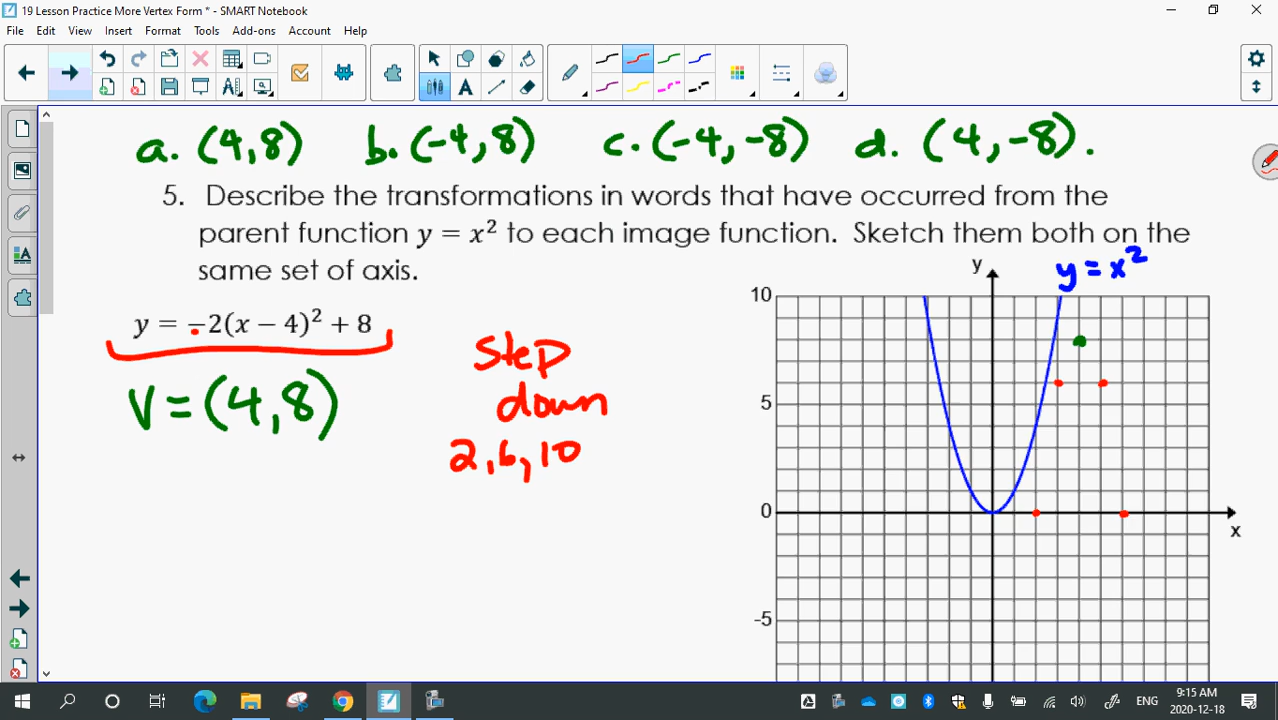 19 Lesson Practice More Vertex Form * - SMART Notebook
File Edit View Insert Format Tools Add-ons Account Help
a. (4,8) b. (-4,8) c. (-4,-8) d. (4,-8).
5. Describe the transformations in words that have occurred from the
parent function y = x² to each image function. Sketch them both on the
same set of axis.
y = -2(x - 4)² + 8
V = (4,8)
Step
down
2,6,10
y
y = x²
10
5
0
x
-5
ENG
9:15 AM
2020-12-18